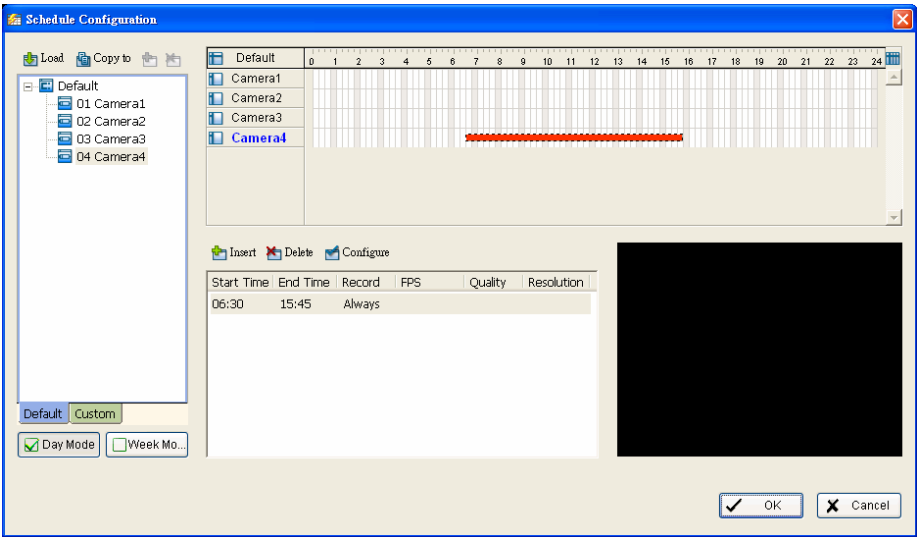 Schedule Configuration
Load Copy to
Default
01 Camera1
02 Camera2
03 Camera3
04 Camera4
Default Custom
Day Mode Week Mo...
Default 0 1 2 3 4 5 6 7 8 9 10 11 12 13 14 15 16 17 18 19 20 21 22 23 24
Camera1
Camera2
Camera3
Camera4
Insert Delete Configure
Start Time End Time Record FPS Quality Resolution
06:30 15:45 Always
OK Cancel